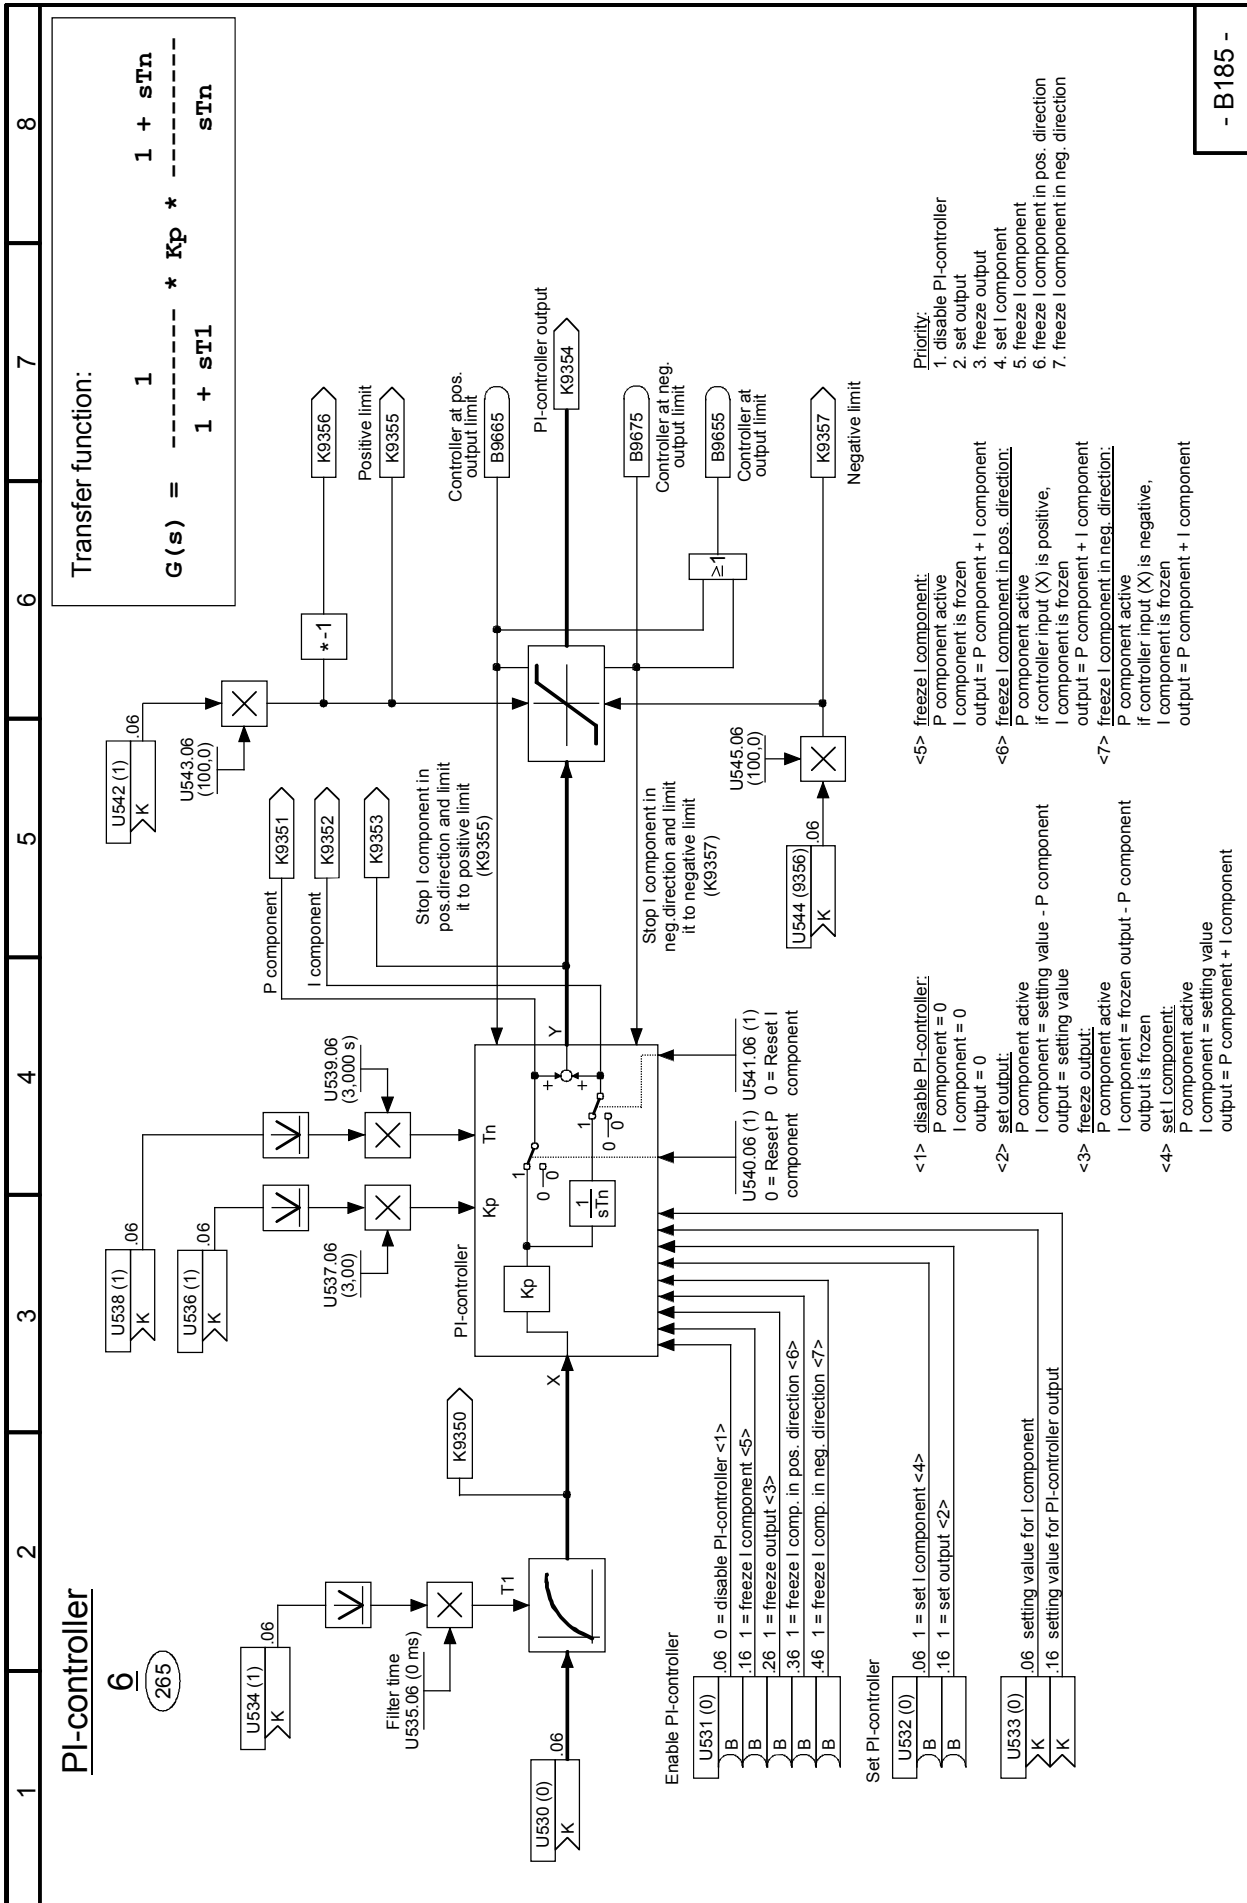 1 2 3 4 5 6 7 8
PI-controller
6
265
Transfer function:
1 1 + sTn
G(s) = -------- * Kp * ---------
1 + sT1 sTn
U534 (1)
K
.06
Filter time
U535.06 (0 ms)
T1
U530 (0)
K
.06
K9350
X
U538 (1)
K
.06
U536 (1)
K
.06
U537.06
(3,00)
U539.06
(3,000 s)
PI-controller
Kp
Tn
Kp
1
sTn
1
0
0
1
0
0
+
+
Y
P component
K9351
I component
K9352
K9353
U540.06 (1)
0 = Reset P
component
U541.06 (1)
0 = Reset I
component
Stop I component in
pos.direction and limit
it to positive limit
(K9355)
Stop I component in
neg.direction and limit
it to negative limit
(K9357)
U542 (1)
K
.06
U543.06
(100,0)
*-1
K9356
Positive limit
K9355
Controller at pos.
output limit
B9665
PI-controller output
K9354
B9675
Controller at neg.
output limit
≥1
B9655
Controller at
output limit
K9357
Negative limit
U545.06
(100,0)
U544 (9356)
K
.06
Enable PI-controller
U531 (0)
B .06 0 = disable PI-controller <1>
B .16 1 = freeze I component <5>
B .26 1 = freeze output <3>
B .36 1 = freeze I comp. in pos. direction <6>
B .46 1 = freeze I comp. in neg. direction <7>
Set PI-controller
U532 (0)
B .06 1 = set I component <4>
B .16 1 = set output <2>
U533 (0)
K .06 setting value for I component
K .16 setting value for PI-controller output
<1> disable PI-controller:
P component = 0
I component = 0
output = 0
<2> set output:
P component active
I component = setting value - P component
output = setting value
<3> freeze output:
P component active
I component = frozen output - P component
output is frozen
<4> set I component:
P component active
I component = setting value
output = P component + I component
<5> freeze I component:
P component active
I component is frozen
output = P component + I component
<6> freeze I component in pos. direction:
P component active
if controller input (X) is positive,
I component is frozen
output = P component + I component
<7> freeze I component in neg. direction:
P component active
if controller input (X) is negative,
I component is frozen
output = P component + I component
Priority:
1. disable PI-controller
2. set output
3. freeze output
4. set I component
5. freeze I component
6. freeze I component in pos. direction
7. freeze I component in neg. direction
- B185 -